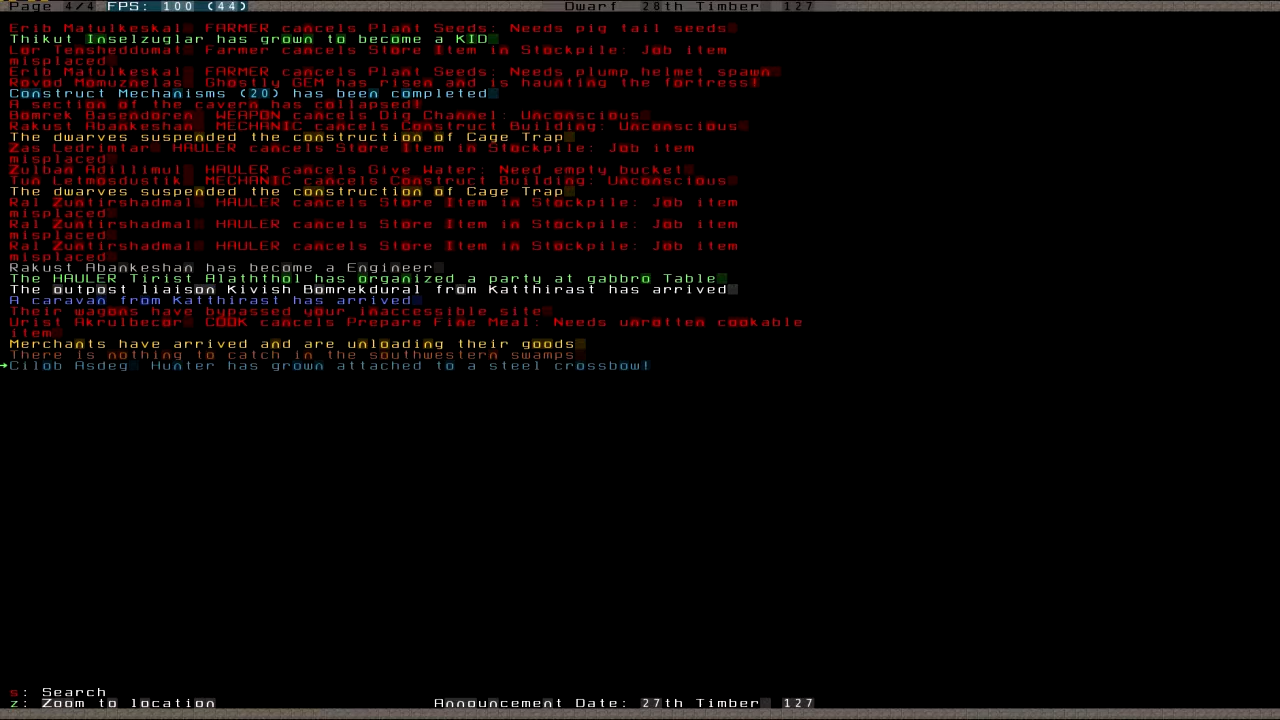 Page 4/4 FPS: 100 (44) Dwarf 28th Timber 127
Erib Matulkeskal FARMER cancels Plant Seeds: Needs pig tail seeds
Thikut Inselzuglar has grown to become a KID
Lor Tensheddumat Farmer cancels Store Item in Stockpile: Job item
misplaced
Erib Matulkeskal FARMER cancels Plant Seeds: Needs plump helmet spawn
Rovod Momuznelas Ghostly GEM has risen and is haunting the fortress!
Construct Mechanisms (20) has been completed
A section of the cavern has collapsed!
Bomrek Basendoren WEAPON cancels Dig Channel: Unconscious
Rakust Abankeshan MECHANIC cancels Construct Building: Unconscious
The dwarves suspended the construction of Cage Trap
Zas Ledrimtar HAULER cancels Store Item in Stockpile: Job item
misplaced
Zulban Adillimul HAULER cancels Give Water: Need empty bucket
Tun Letmosdustik MECHANIC cancels Construct Building: Unconscious
The dwarves suspended the construction of Cage Trap
Ral Zuntirshadmal HAULER cancels Store Item in Stockpile: Job item
misplaced
Ral Zuntirshadmal HAULER cancels Store Item in Stockpile: Job item
misplaced
Ral Zuntirshadmal HAULER cancels Store Item in Stockpile: Job item
misplaced
Rakust Abankeshan has become a Engineer
The HAULER Tirist Alaththol has organized a party at gabbro Table
The outpost liaison Kivish Bomrekdural from Katthirast has arrived
A caravan from Katthirast has arrived
Their wagons have bypassed your inaccessible site
Urist Akrulbecor COOK cancels Prepare Fine Meal: Needs unrotten cookable
item
Merchants have arrived and are unloading their goods
There is nothing to catch in the southwestern swamps
→Cilob Asdeg Hunter has grown attached to a steel crossbow!
s: Search
z: Zoom to location Announcement Date: 27th Timber 127